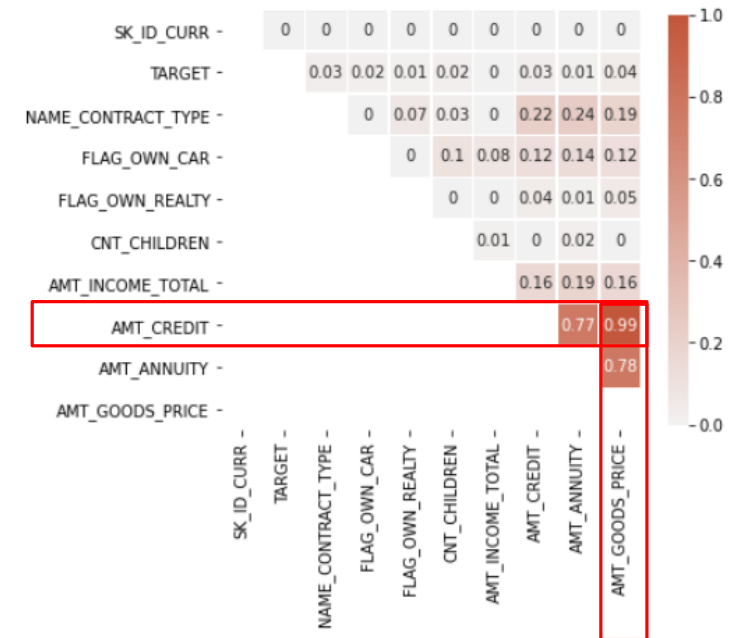 SK_ID_CURR - 0 0 0 0 0 0 0 0 0
TARGET - 0.03 0.02 0.01 0.02 0 0.03 0.01 0.04
NAME_CONTRACT_TYPE - 0 0.07 0.03 0 0.22 0.24 0.19
FLAG_OWN_CAR - 0 0.1 0.08 0.12 0.14 0.12
FLAG_OWN_REALTY - 0 0 0.04 0.01 0.05
CNT_CHILDREN - 0.01 0 0.02 0
AMT_INCOME_TOTAL - 0.16 0.19 0.16
AMT_CREDIT - 0.77 0.99
AMT_ANNUITY - 0.78
AMT_GOODS_PRICE -
SK_ID_CURR -
TARGET -
NAME_CONTRACT_TYPE -
FLAG_OWN_CAR -
FLAG_OWN_REALTY -
CNT_CHILDREN -
AMT_INCOME_TOTAL -
AMT_CREDIT -
AMT_ANNUITY -
AMT_GOODS_PRICE -
- 1.0
- 0.8
- 0.6
- 0.4
- 0.2
- 0.0